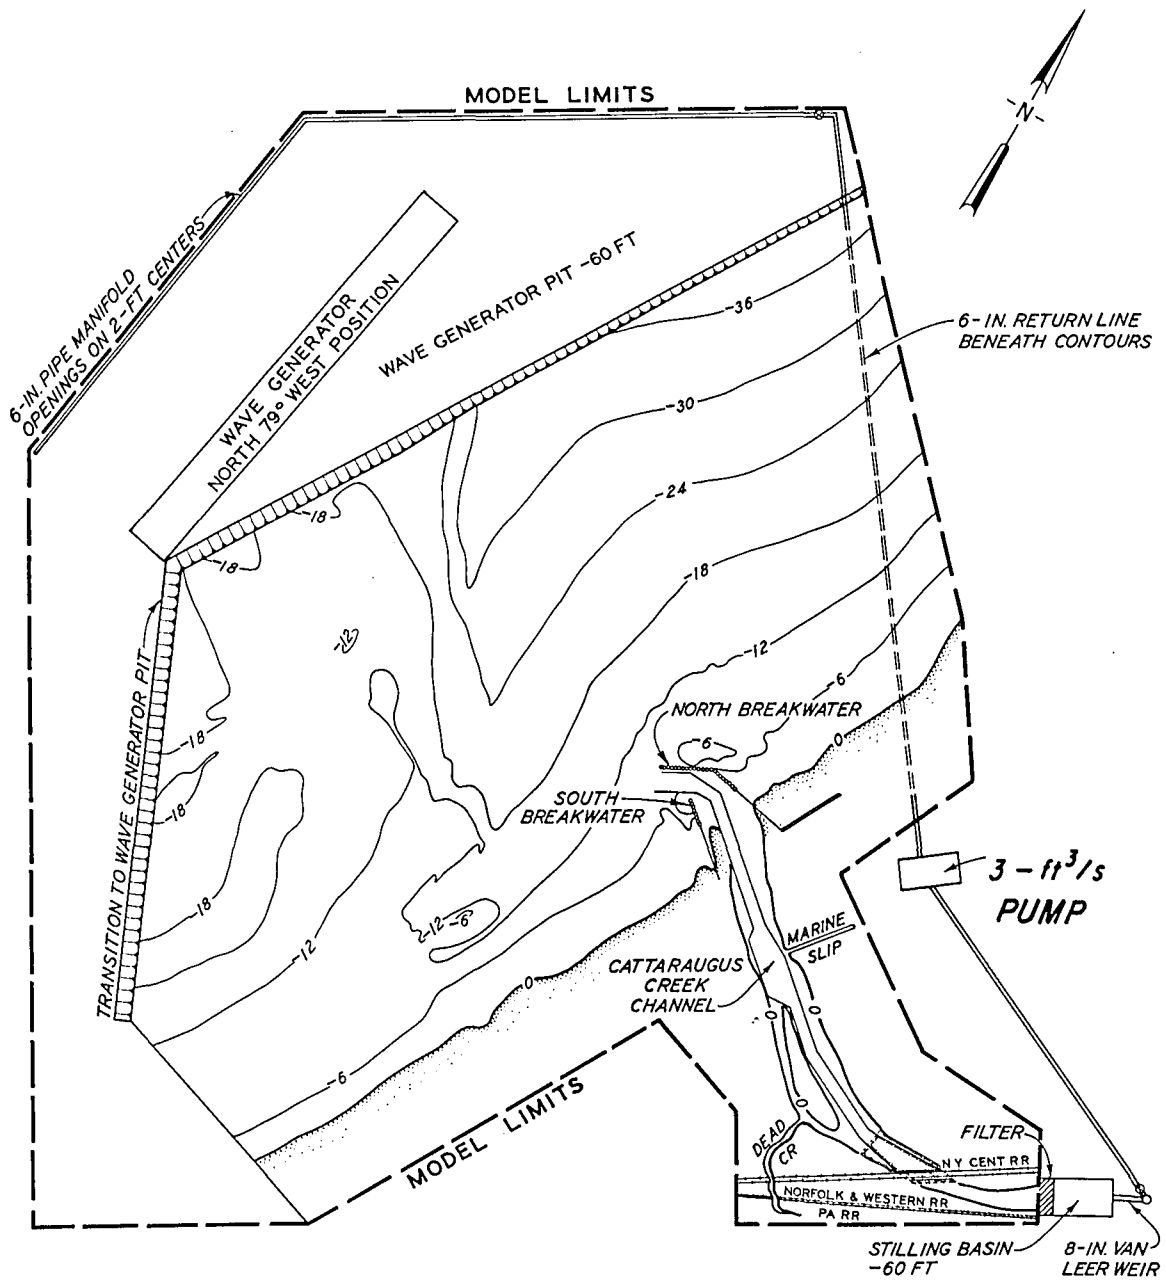 MODEL LIMITS
-N-
6-IN. PIPE MANIFOLD
OPENINGS ON 2-FT CENTERS
WAVE GENERATOR
NORTH 79° WEST POSITION
WAVE GENERATOR PIT -60 FT
-36
6-IN. RETURN LINE
BENEATH CONTOURS
-30
-24
-18
-18
-18
-12
-12
-6
TRANSITION TO WAVE GENERATOR PIT
-18
-18
-18
-12
NORTH BREAKWATER
-6
0
SOUTH
BREAKWATER
3-ft³/s
PUMP
-12
-6
MARINE
SLIP
CATTARAUGUS
CREEK
CHANNEL
0
0
0
0
-6
MODEL LIMITS
DEAD
CR
FILTER
N Y CENT RR
NORFOLK & WESTERN RR
PA RR
STILLING BASIN
-60 FT
8-IN. VAN
LEER WEIR